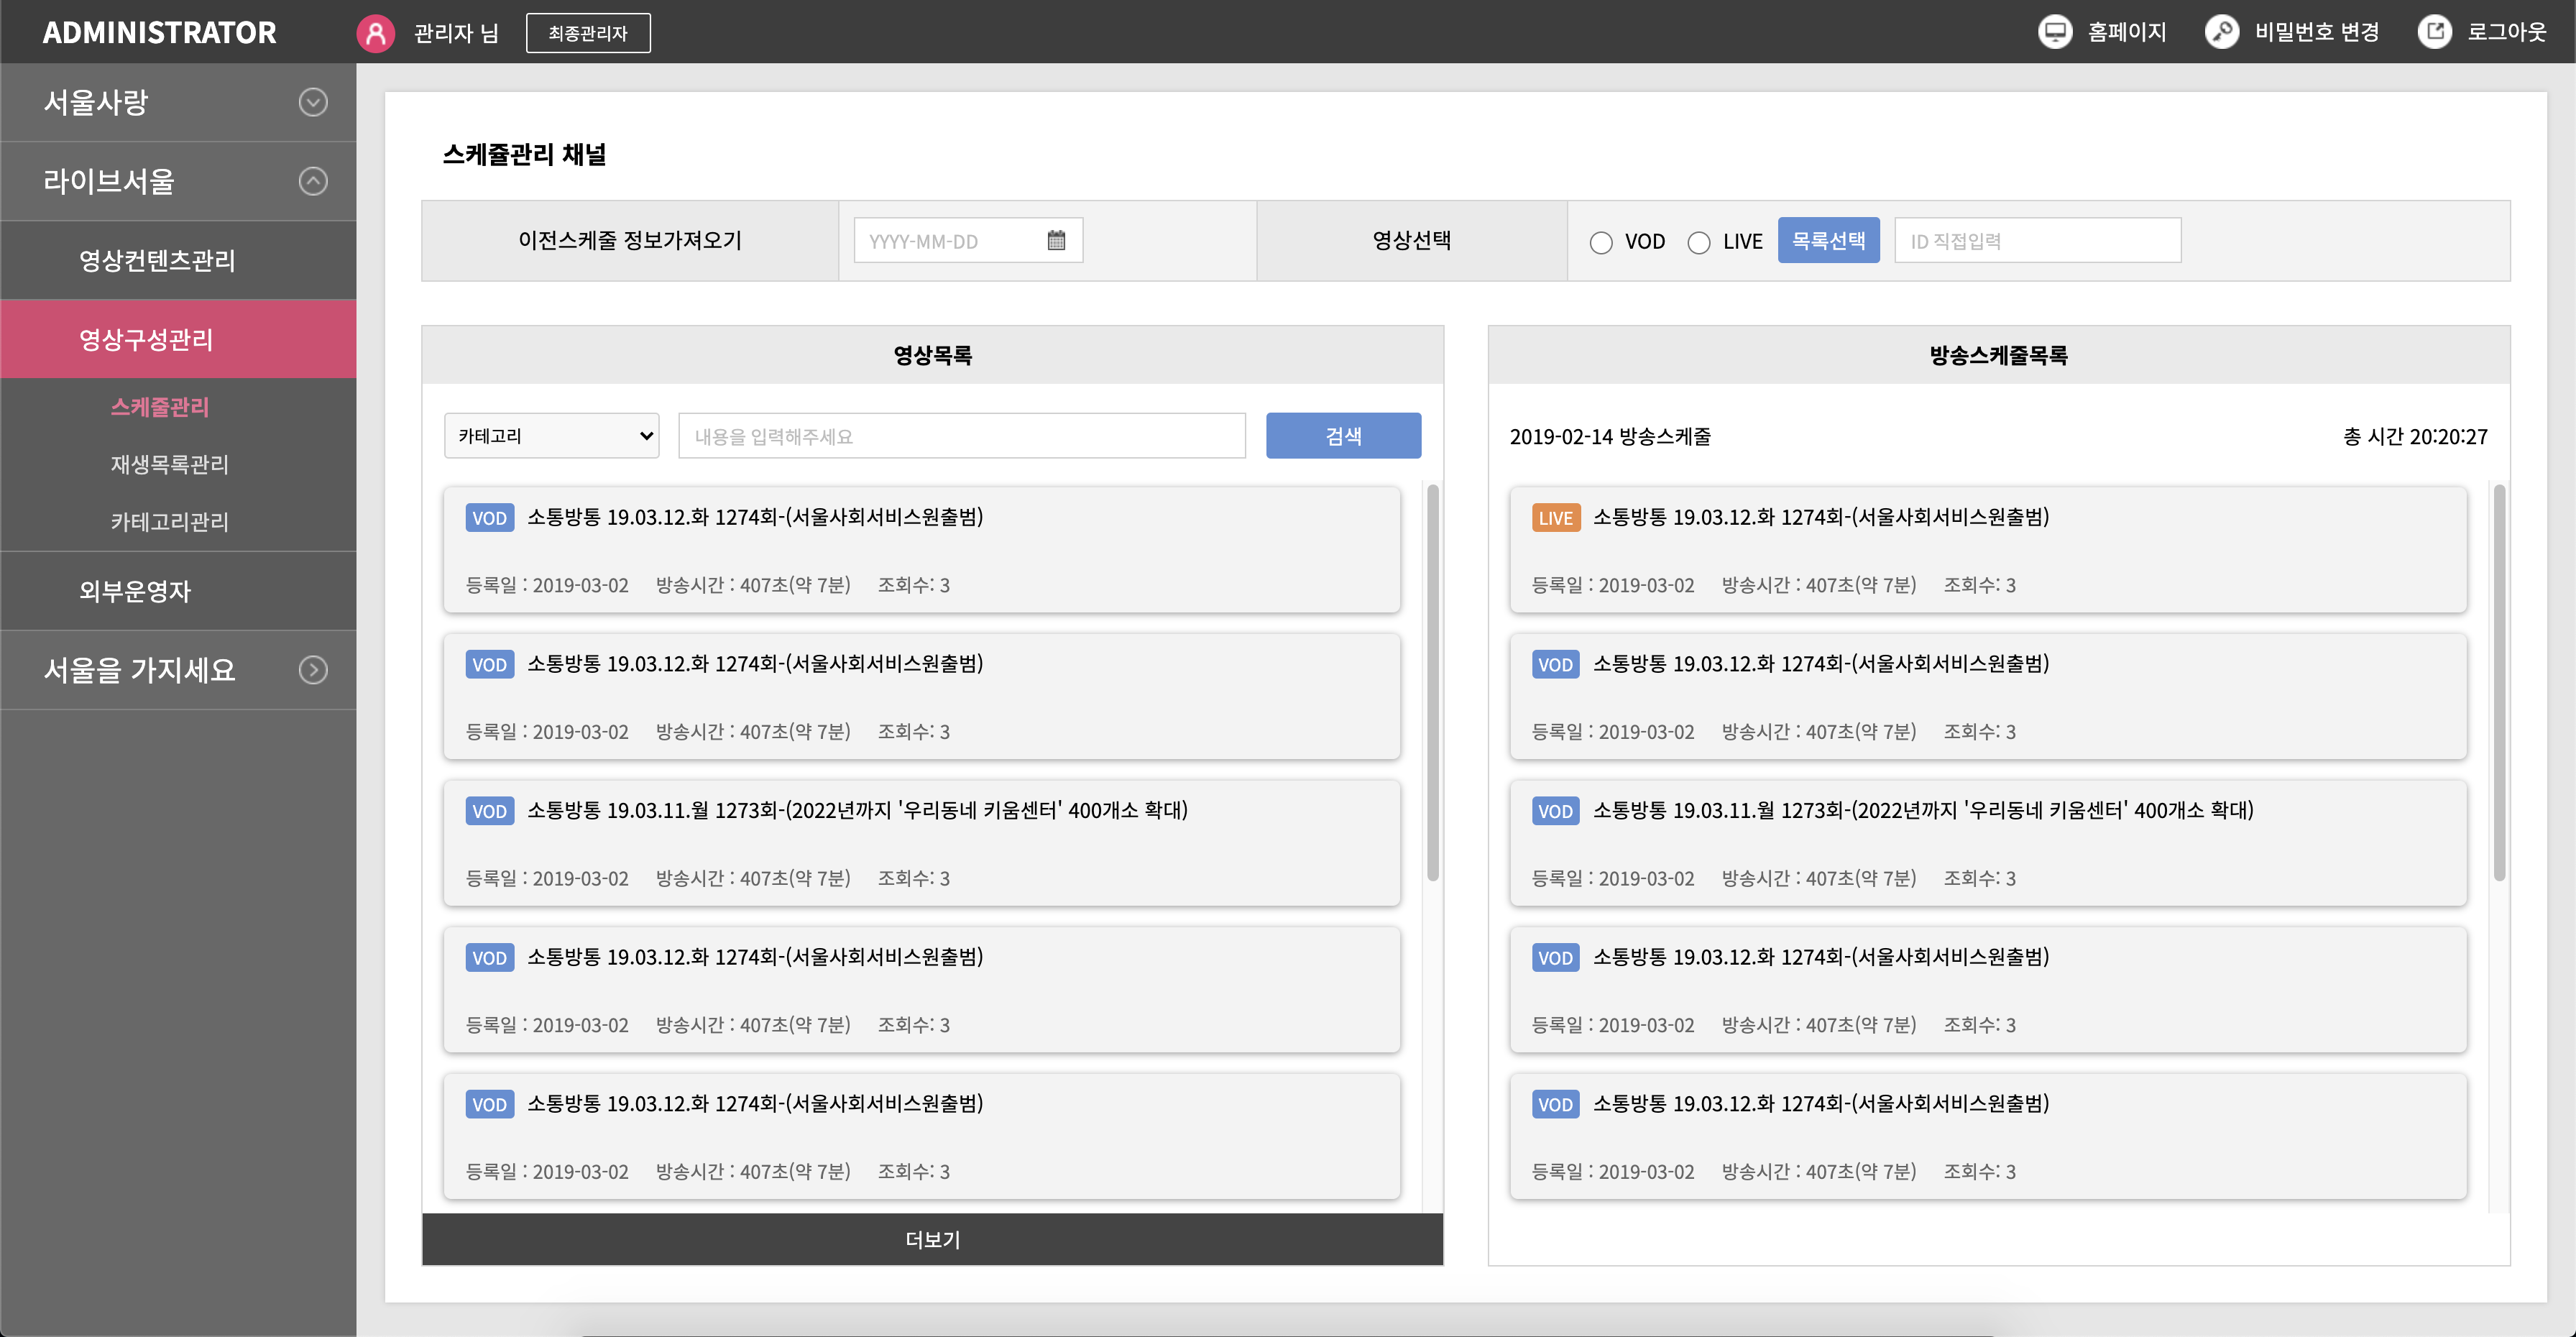 ADMINISTRATOR
관리자 님
최종관리자
홈페이지
비밀번호 변경
로그아웃
서울사랑
라이브서울
영상컨텐츠관리
영상구성관리
스케줄관리
재생목록관리
카테고리관리
외부운영자
서울을 가지세요
스케쥴관리 채널
이전스케줄 정보가져오기
YYYY-MM-DD
영상선택
VOD
LIVE
목록선택
ID 직접입력
영상목록
카테고리
내용을 입력해주세요
검색
VOD 소통방통 19.03.12.화 1274회-(서울사회서비스원출범)
등록일 : 2019-03-02 방송시간 : 407초(약 7분) 조회수: 3
VOD 소통방통 19.03.12.화 1274회-(서울사회서비스원출범)
등록일 : 2019-03-02 방송시간 : 407초(약 7분) 조회수: 3
VOD 소통방통 19.03.11.월 1273회-(2022년까지 '우리동네 키움센터' 400개소 확대)
등록일 : 2019-03-02 방송시간 : 407초(약 7분) 조회수: 3
VOD 소통방통 19.03.12.화 1274회-(서울사회서비스원출범)
등록일 : 2019-03-02 방송시간 : 407초(약 7분) 조회수: 3
VOD 소통방통 19.03.12.화 1274회-(서울사회서비스원출범)
등록일 : 2019-03-02 방송시간 : 407초(약 7분) 조회수: 3
더보기
방송스케줄목록
2019-02-14 방송스케줄
총 시간 20:20:27
LIVE 소통방통 19.03.12.화 1274회-(서울사회서비스원출범)
등록일 : 2019-03-02 방송시간 : 407초(약 7분) 조회수: 3
VOD 소통방통 19.03.12.화 1274회-(서울사회서비스원출범)
등록일 : 2019-03-02 방송시간 : 407초(약 7분) 조회수: 3
VOD 소통방통 19.03.11.월 1273회-(2022년까지 '우리동네 키움센터' 400개소 확대)
등록일 : 2019-03-02 방송시간 : 407초(약 7분) 조회수: 3
VOD 소통방통 19.03.12.화 1274회-(서울사회서비스원출범)
등록일 : 2019-03-02 방송시간 : 407초(약 7분) 조회수: 3
VOD 소통방통 19.03.12.화 1274회-(서울사회서비스원출범)
등록일 : 2019-03-02 방송시간 : 407초(약 7분) 조회수: 3